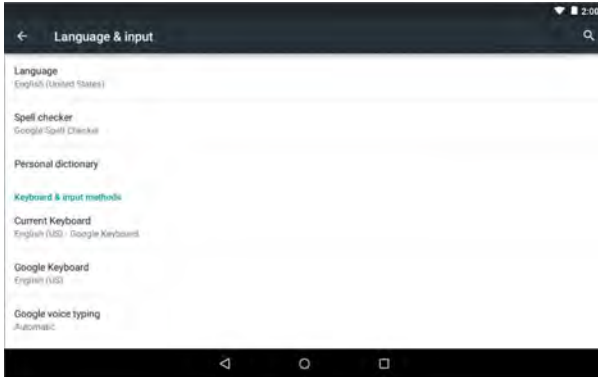 2:00
Language & input
Language
English (United States)
Spell checker
Google Spell Checker
Personal dictionary
Keyboard & input methods
Current Keyboard
English (US) - Google Keyboard
Google Keyboard
English (US)
Google voice typing
Automatic